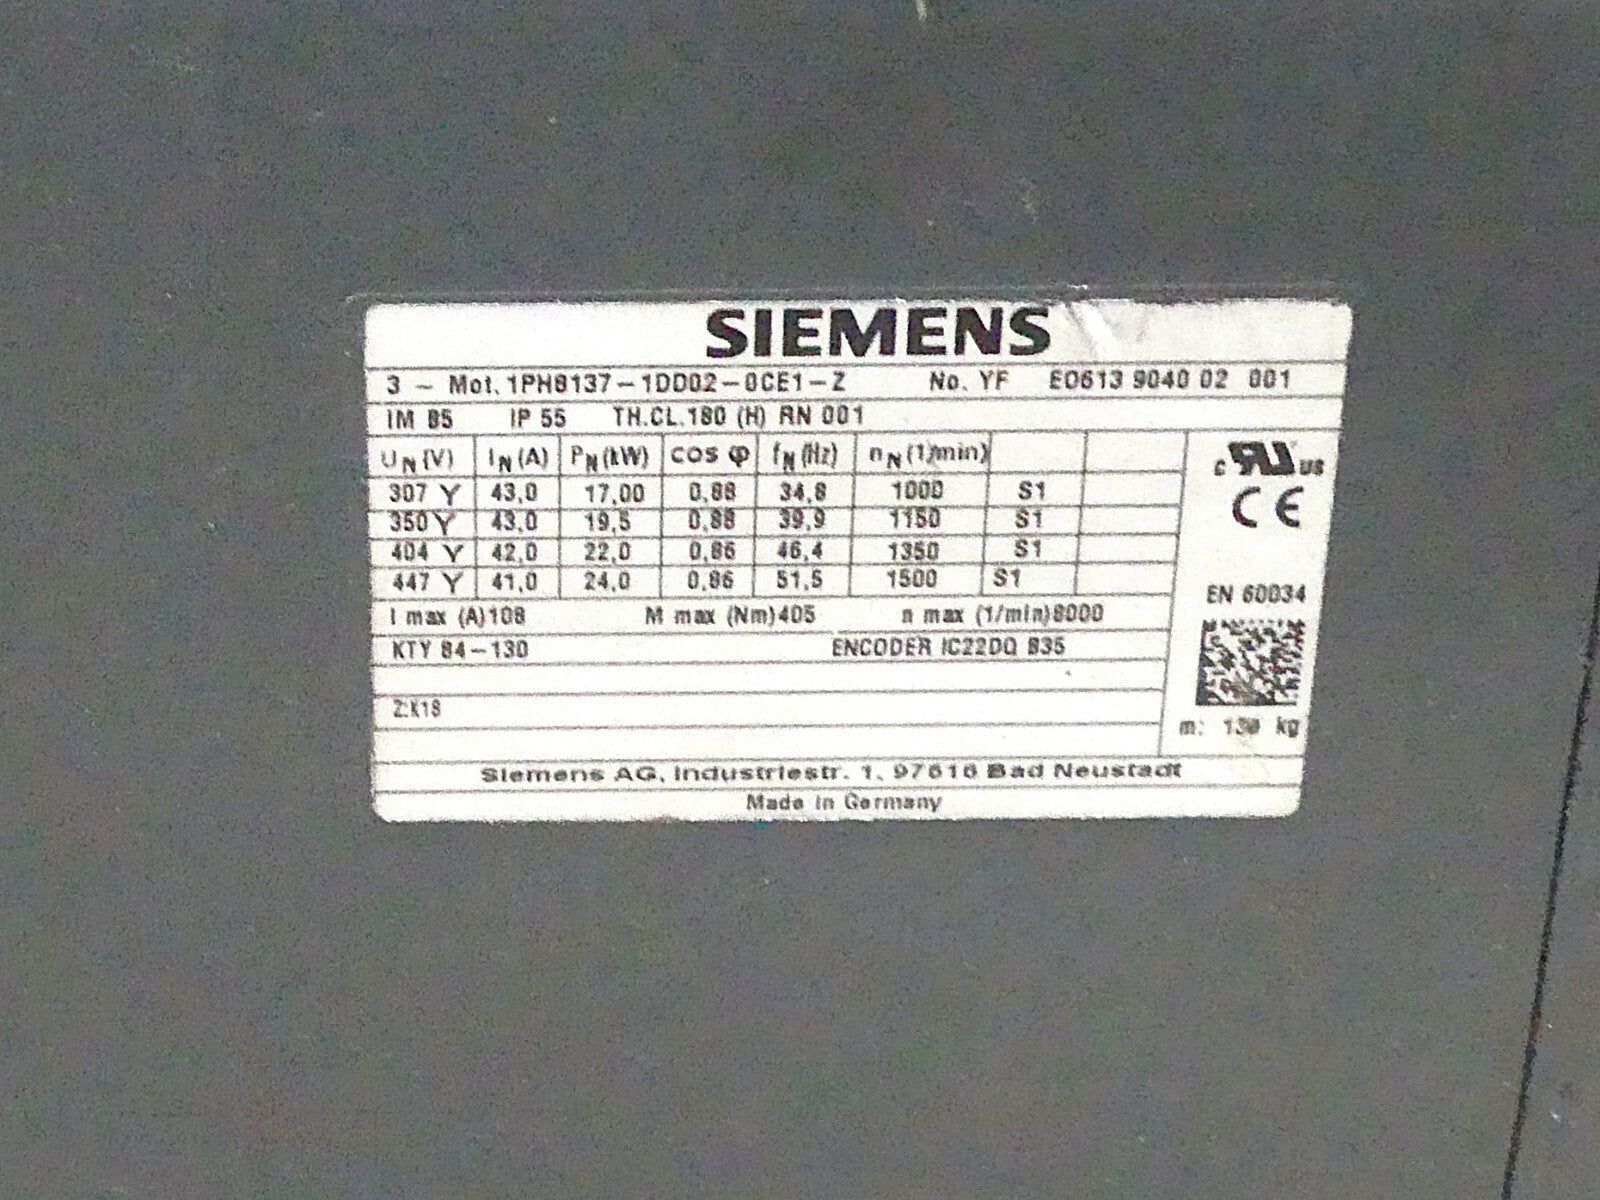 SIEMENS
3 ~ Mot. 1PH8137-1DD02-0CE1-Z No. YF E0613 9040 02 001
IM B5 IP 55 TH.CL.180 (H) RN 001
UN(V) IN(A) PN(kW) cos φ fN(Hz) nN(1/min)
307 Y 43,0 17,00 0,88 34,8 1000 S1
350 Y 43,0 19,5 0,88 39,9 1150 S1
404 Y 42,0 22,0 0,86 46,4 1350 S1
447 Y 41,0 24,0 0,86 51,5 1500 S1
c RU us
CE
EN 60034
I max (A)108 M max (Nm)405 n max (1/min)8000
KTY 84-130 ENCODER IC22DQ B35
Z:K18
m: 130 kg
Siemens AG, Industriestr. 1, 97616 Bad Neustadt
Made in Germany